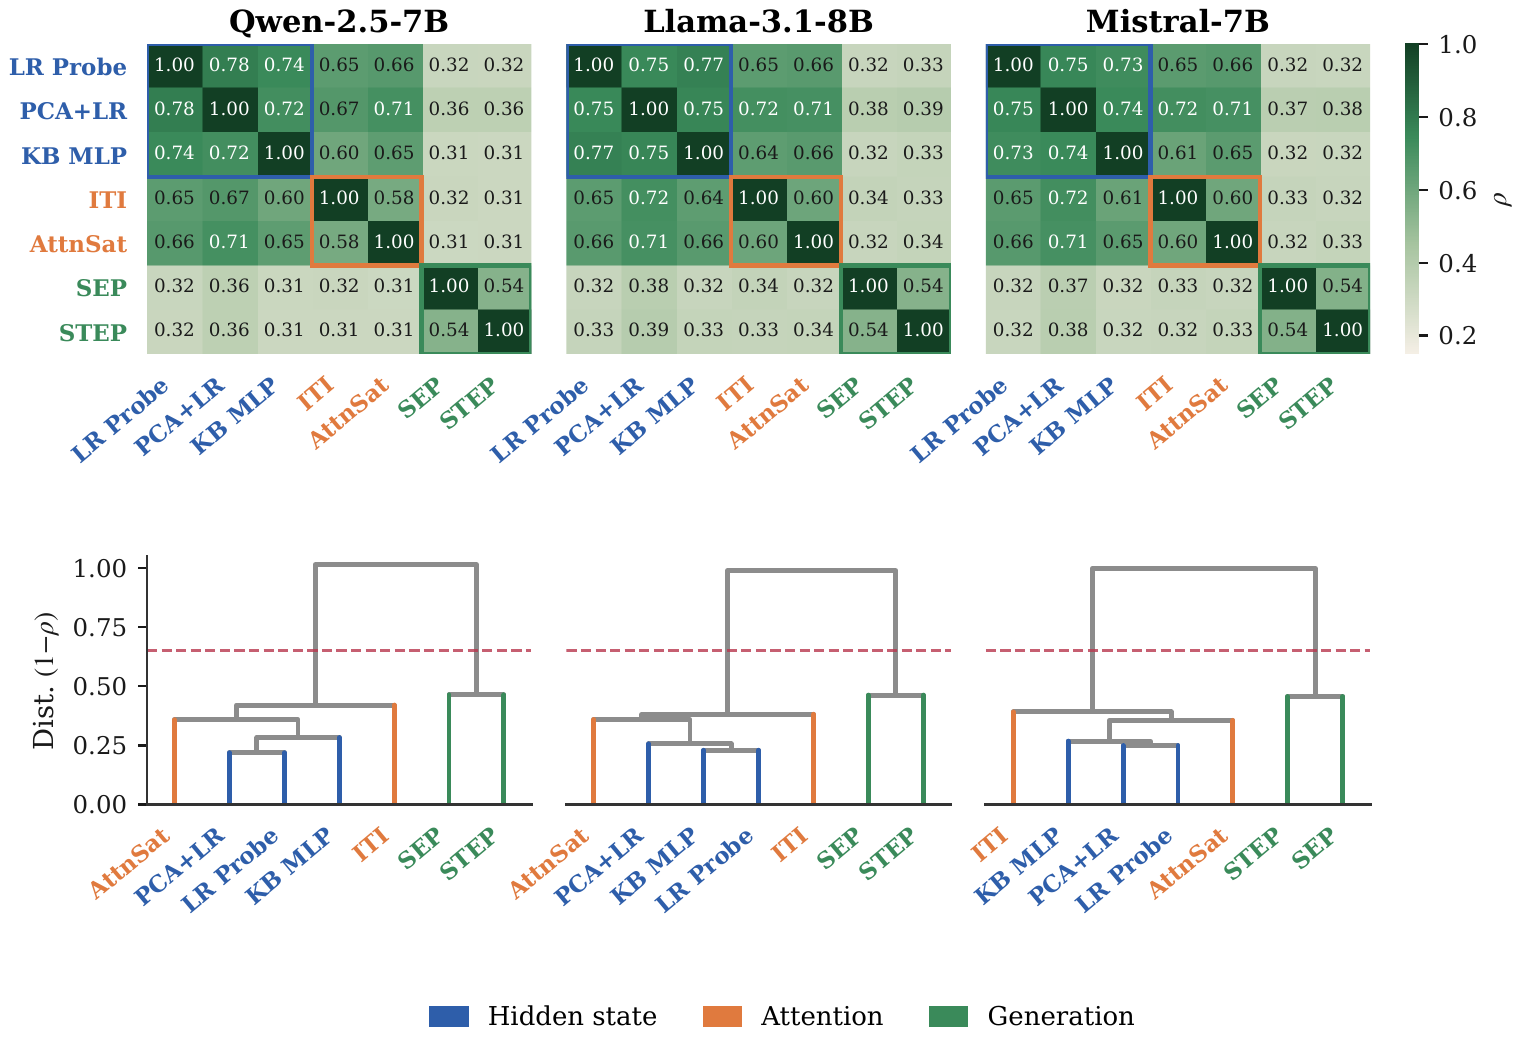 Qwen-2.5-7B Llama-3.1-8B Mistral-7B
LR Probe 1.00 0.78 0.74 0.65 0.66 0.32 0.32 1.00 0.75 0.77 0.65 0.66 0.32 0.33 1.00 0.75 0.73 0.65 0.66 0.32 0.32 1.0
PCA+LR 0.78 1.00 0.72 0.67 0.71 0.36 0.36 0.75 1.00 0.75 0.72 0.71 0.38 0.39 0.75 1.00 0.74 0.72 0.71 0.37 0.38 0.8
KB MLP 0.74 0.72 1.00 0.60 0.65 0.31 0.31 0.77 0.75 1.00 0.64 0.66 0.32 0.33 0.73 0.74 1.00 0.61 0.65 0.32 0.32
ITI 0.65 0.67 0.60 1.00 0.58 0.32 0.31 0.65 0.72 0.64 1.00 0.60 0.34 0.33 0.65 0.72 0.61 1.00 0.60 0.33 0.32 0.6 ρ
AttnSat 0.66 0.71 0.65 0.58 1.00 0.31 0.31 0.66 0.71 0.66 0.60 1.00 0.32 0.34 0.66 0.71 0.65 0.60 1.00 0.32 0.33 0.4
SEP 0.32 0.36 0.31 0.32 0.31 1.00 0.54 0.32 0.38 0.32 0.34 0.32 1.00 0.54 0.32 0.37 0.32 0.33 0.32 1.00 0.54
STEP 0.32 0.36 0.31 0.31 0.31 0.54 1.00 0.33 0.39 0.33 0.33 0.34 0.54 1.00 0.32 0.38 0.32 0.32 0.33 0.54 1.00 0.2
LR Probe PCA+LR KB MLP ITI AttnSat SEP STEP LR Probe PCA+LR KB MLP ITI AttnSat SEP STEP LR Probe PCA+LR KB MLP ITI AttnSat SEP STEP
Dist. (1−ρ)
1.00
0.75
0.50
0.25
0.00
AttnSat PCA+LR LR Probe KB MLP ITI SEP STEP AttnSat PCA+LR KB MLP LR Probe ITI SEP STEP ITI KB MLP PCA+LR LR Probe AttnSat STEP SEP
Hidden state Attention Generation